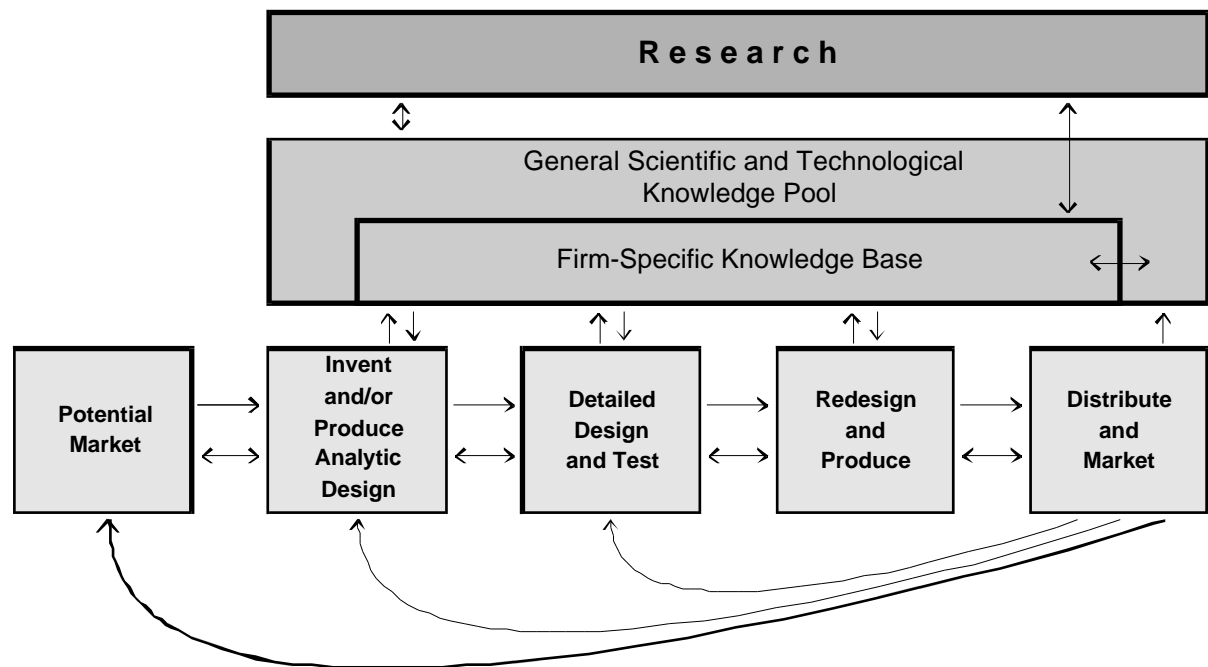 Research
General Scientific and Technological
Knowledge Pool
Firm-Specific Knowledge Base
Potential
Market
Invent
and/or
Produce
Analytic
Design
Detailed
Design
and Test
Redesign
and
Produce
Distribute
and
Market